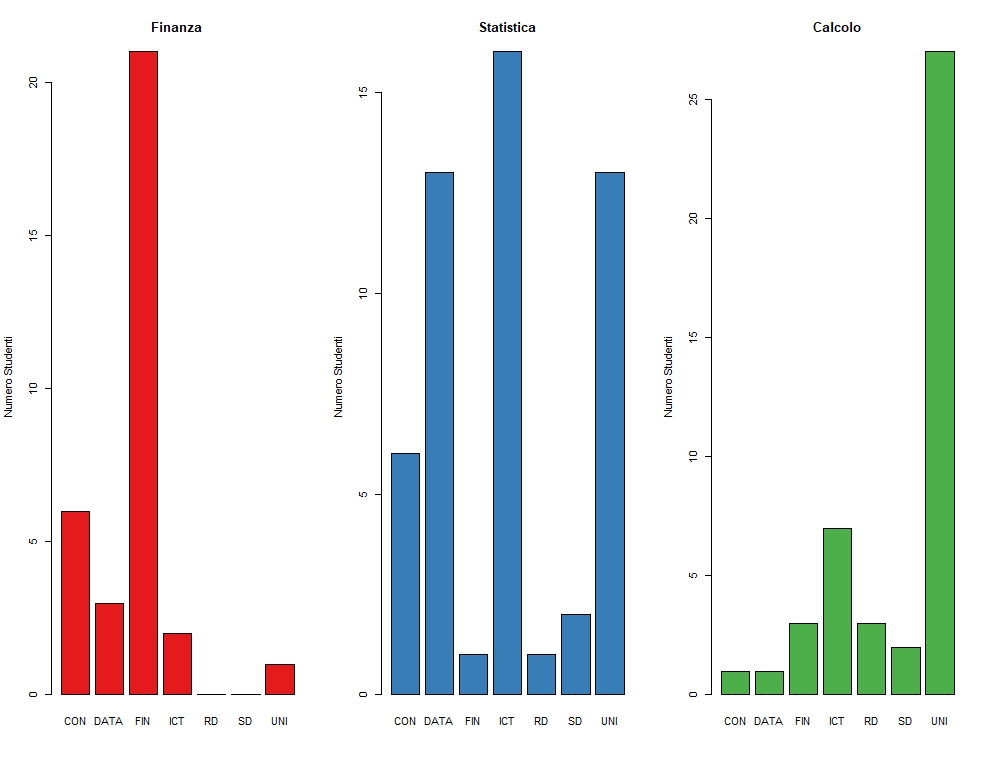 Finanza
Numero Studenti
20
15
10
5
0
CON DATA FIN ICT RD SD UNI
Statistica
Numero Studenti
15
10
5
0
CON DATA FIN ICT RD SD UNI
Calcolo
Numero Studenti
25
20
15
10
5
0
CON DATA FIN ICT RD SD UNI